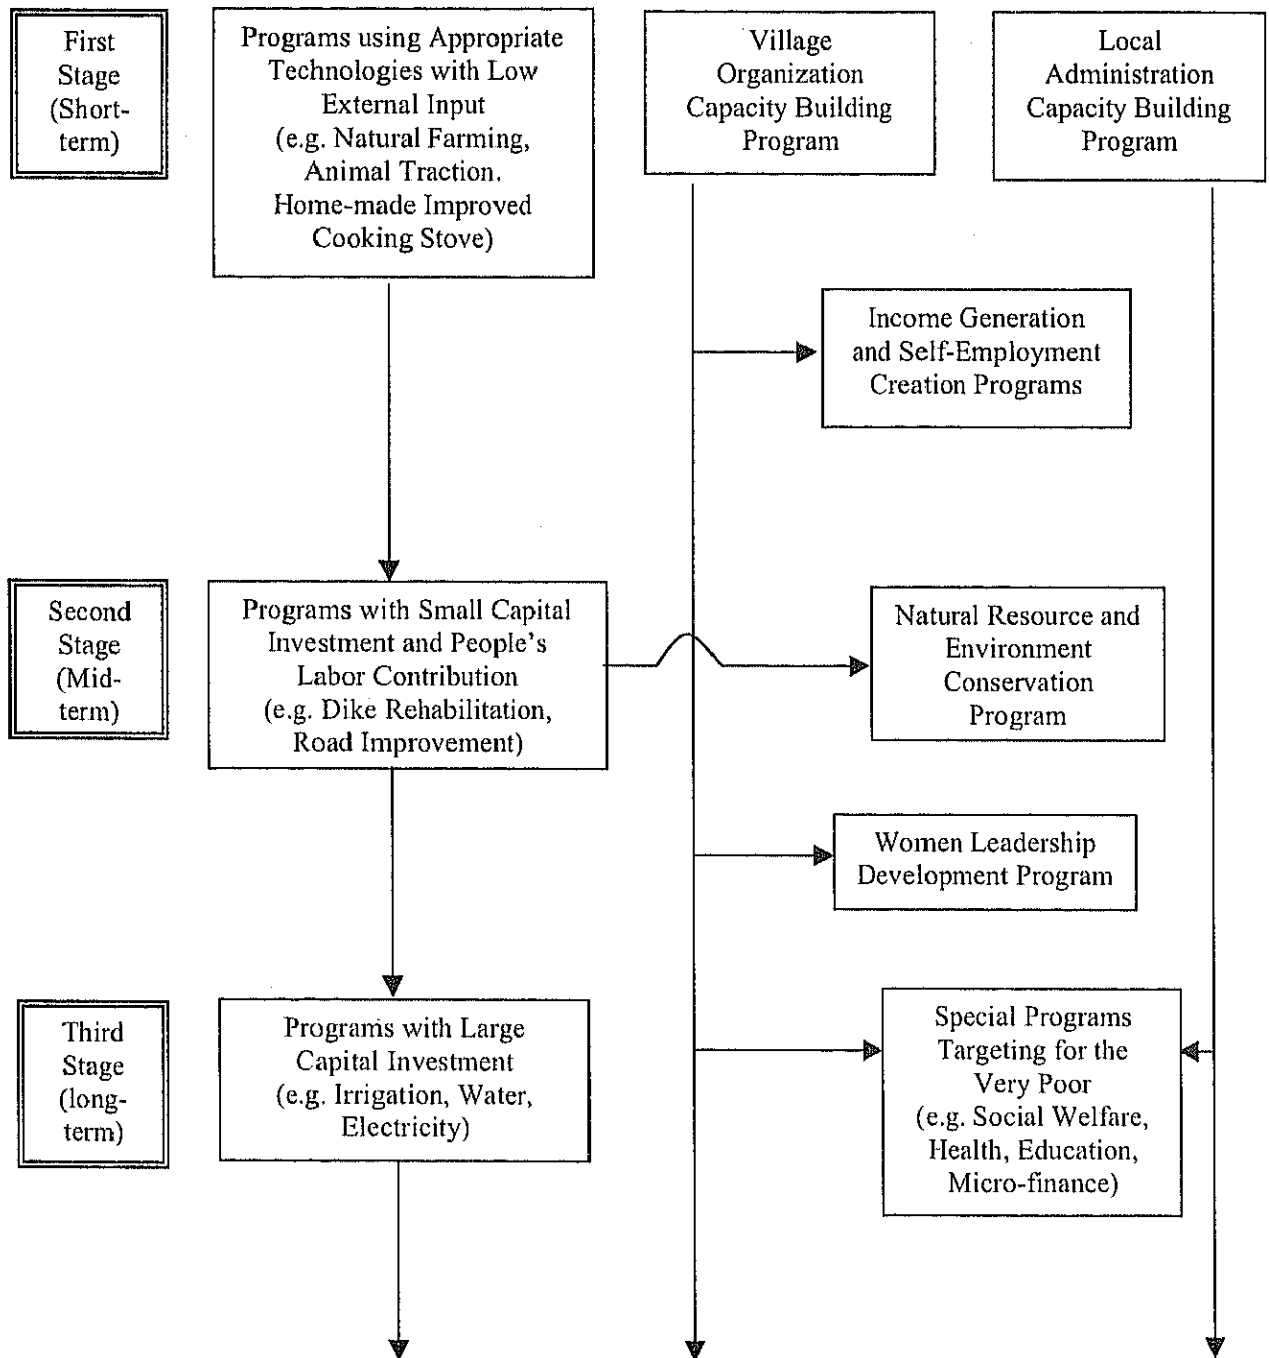 First
Stage
(Short-
term)
Programs using Appropriate
Technologies with Low
External Input
(e.g. Natural Farming,
Animal Traction.
Home-made Improved
Cooking Stove)
Village
Organization
Capacity Building
Program
Local
Administration
Capacity Building
Program
Income Generation
and Self-Employment
Creation Programs
Second
Stage
(Mid-
term)
Programs with Small Capital
Investment and People's
Labor Contribution
(e.g. Dike Rehabilitation,
Road Improvement)
Natural Resource and
Environment
Conservation
Program
Women Leadership
Development Program
Third
Stage
(long-
term)
Programs with Large
Capital Investment
(e.g. Irrigation, Water,
Electricity)
Special Programs
Targeting for the
Very Poor
(e.g. Social Welfare,
Health, Education,
Micro-finance)